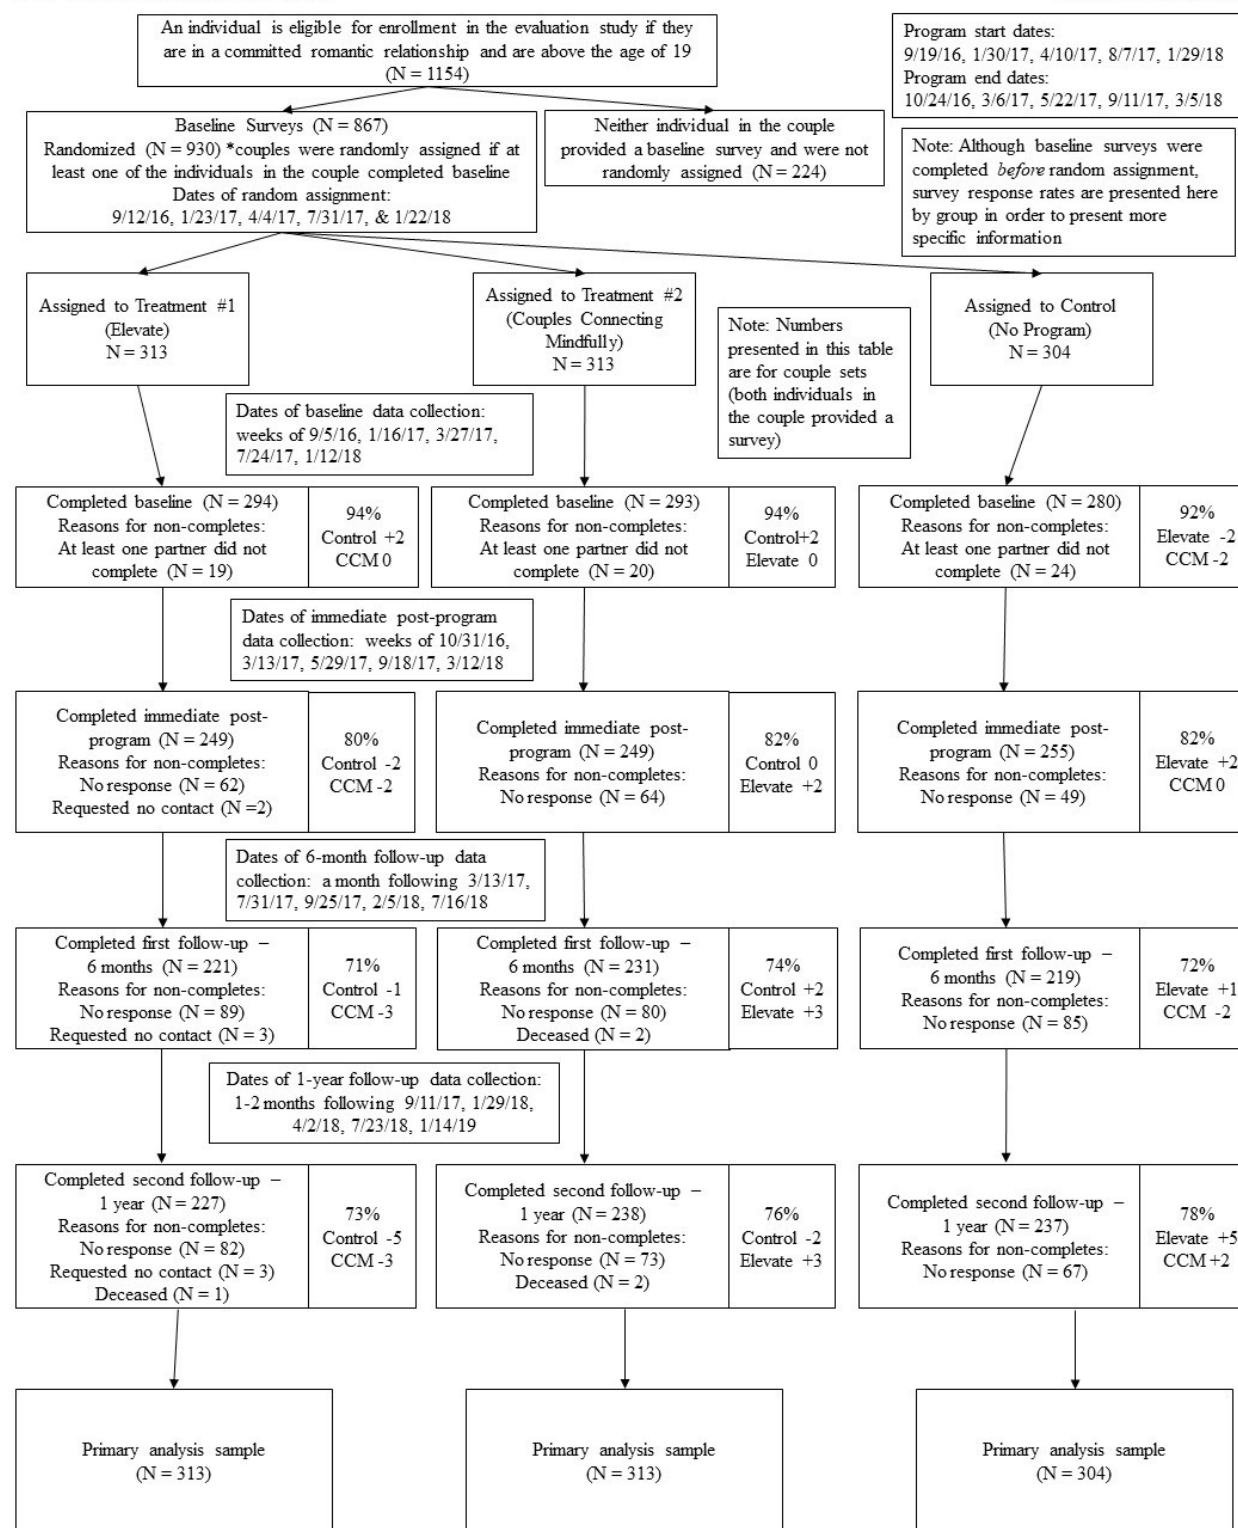 An individual is eligible for enrollment in the evaluation study if they
are in a committed romantic relationship and are above the age of 19
(N = 1154)
Program start dates:
9/19/16, 1/30/17, 4/10/17, 8/7/17, 1/29/18
Program end dates:
10/24/16, 3/6/17, 5/22/17, 9/11/17, 3/5/18
Baseline Surveys (N = 867)
Randomized (N = 930) *couples were randomly assigned if at
least one of the individuals in the couple completed baseline
Dates of random assignment:
9/12/16, 1/23/17, 4/4/17, 7/31/17, & 1/22/18
Neither individual in the couple
provided a baseline survey and were not
randomly assigned (N = 224)
Note: Although baseline surveys were
completed before random assignment,
survey response rates are presented here
by group in order to present more
specific information
Assigned to Treatment #1
(Elevate)
N = 313
Assigned to Treatment #2
(Couples Connecting
Mindfully)
N = 313
Note: Numbers
presented in this table
are for couple sets
(both individuals in
the couple provided a
survey)
Assigned to Control
(No Program)
N = 304
Dates of baseline data collection:
weeks of 9/5/16, 1/16/17, 3/27/17,
7/24/17, 1/12/18
Completed baseline (N = 294)
Reasons for non-completes:
At least one partner did not
complete (N = 19)
94%
Control +2
CCM 0
Completed baseline (N = 293)
Reasons for non-completes:
At least one partner did not
complete (N = 20)
94%
Control+2
Elevate 0
Completed baseline (N = 280)
Reasons for non-completes:
At least one partner did not
complete (N = 24)
92%
Elevate -2
CCM -2
Dates of immediate post-program
data collection: weeks of 10/31/16,
3/13/17, 5/29/17, 9/18/17, 3/12/18
Completed immediate post-
program (N = 249)
Reasons for non-completes:
No response (N = 62)
Requested no contact (N =2)
80%
Control -2
CCM -2
Completed immediate post-
program (N = 249)
Reasons for non-completes:
No response (N = 64)
82%
Control 0
Elevate +2
Completed immediate post-
program (N = 255)
Reasons for non-completes:
No response (N = 49)
82%
Elevate +2
CCM 0
Dates of 6-month follow-up data
collection: a month following 3/13/17,
7/31/17, 9/25/17, 2/5/18, 7/16/18
Completed first follow-up –
6 months (N = 221)
Reasons for non-completes:
No response (N = 89)
Requested no contact (N = 3)
71%
Control -1
CCM -3
Completed first follow-up –
6 months (N = 231)
Reasons for non-completes:
No response (N = 80)
Deceased (N = 2)
74%
Control +2
Elevate +3
Completed first follow-up –
6 months (N = 219)
Reasons for non-completes:
No response (N = 85)
72%
Elevate +1
CCM -2
Dates of 1-year follow-up data collection:
1-2 months following 9/11/17, 1/29/18,
4/2/18, 7/23/18, 1/14/19
Completed second follow-up –
1 year (N = 227)
Reasons for non-completes:
No response (N = 82)
Requested no contact (N = 3)
Deceased (N = 1)
73%
Control -5
CCM -3
Completed second follow-up –
1 year (N = 238)
Reasons for non-completes:
No response (N = 73)
Deceased (N = 2)
76%
Control -2
Elevate +3
Completed second follow-up –
1 year (N = 237)
Reasons for non-completes:
No response (N = 67)
78%
Elevate +5
CCM +2
Primary analysis sample
(N = 313)
Primary analysis sample
(N = 313)
Primary analysis sample
(N = 304)